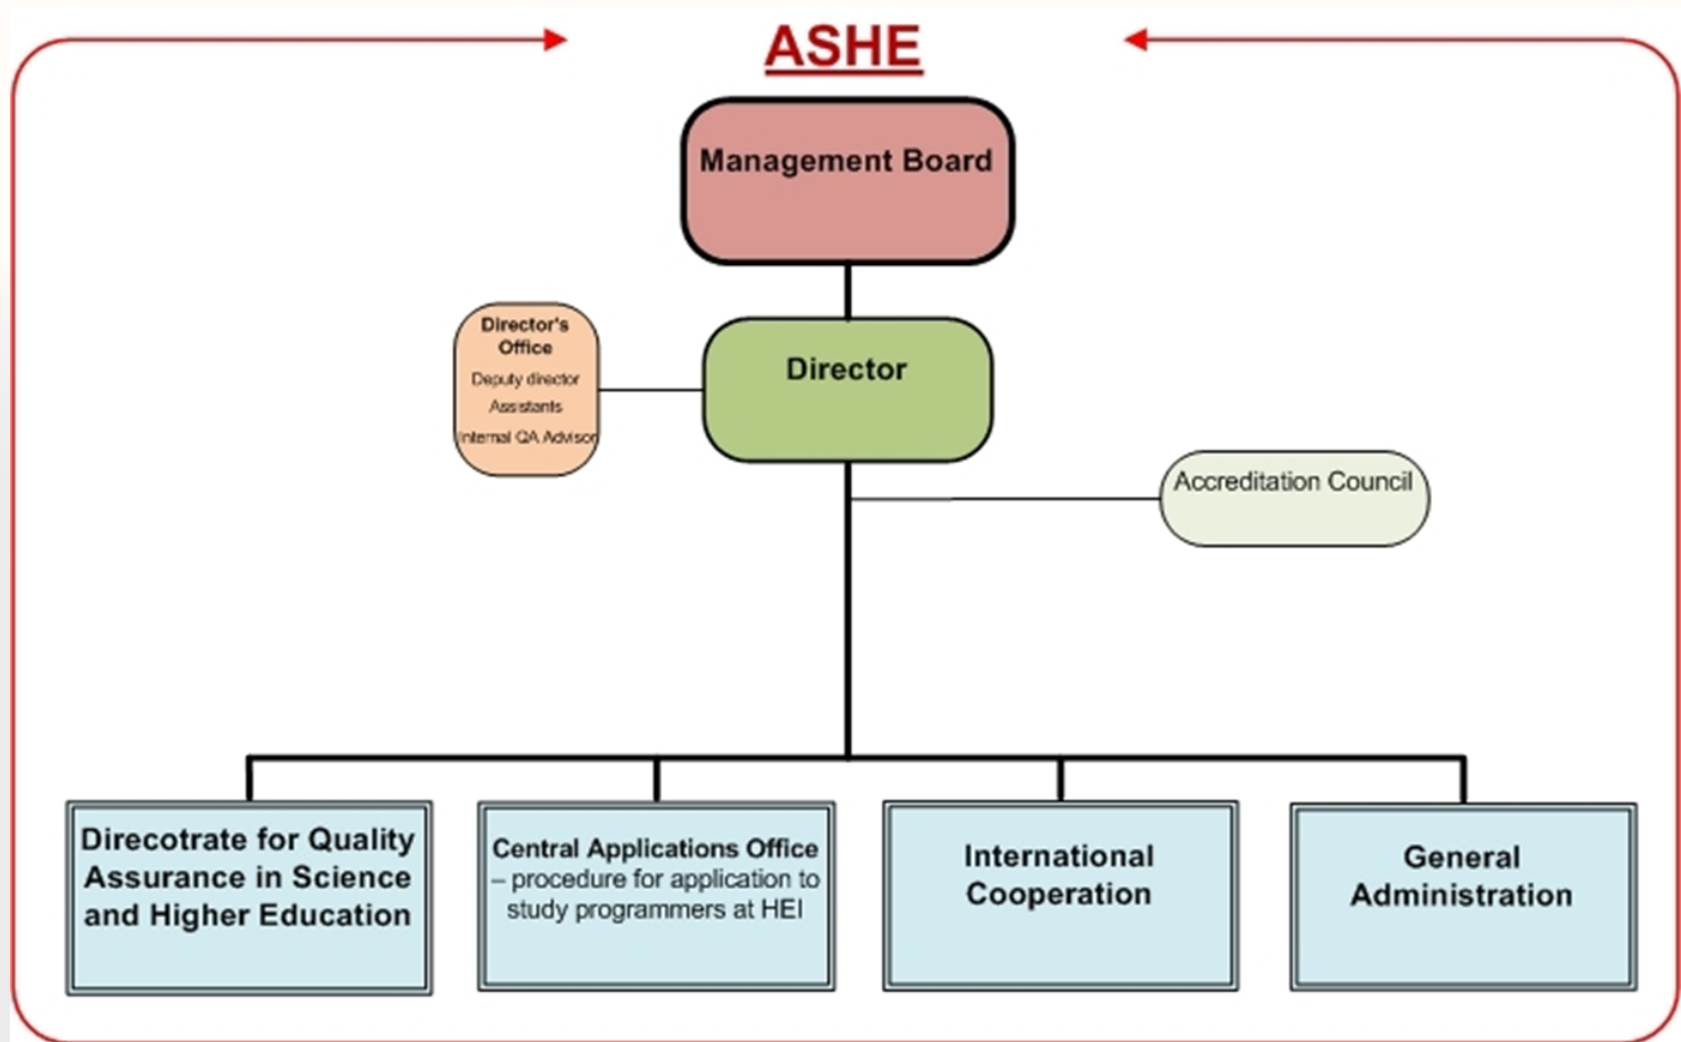 ASHE
Management Board
Director's
Office
Deputy director
Assistants
Internal QA Advisor
Director
Accreditation Council
Direcotrate for Quality
Assurance in Science
and Higher Education
Central Applications Office
– procedure for application to
study programmers at HEI
International
Cooperation
General
Administration